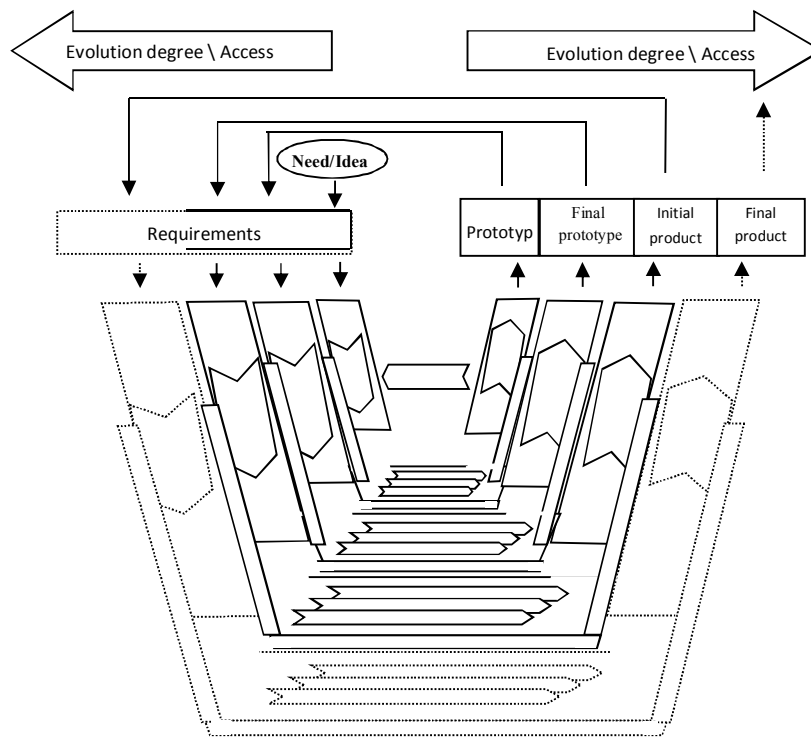 Evolution degree \ Access
Evolution degree \ Access
Need/Idea
Requirements
Prototyp
Final
prototype
Initial
product
Final
product